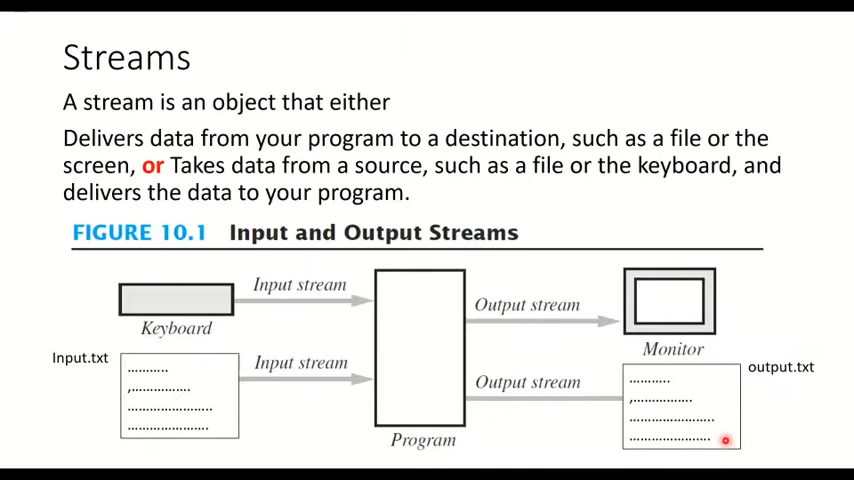 Streams
A stream is an object that either
Delivers data from your program to a destination, such as a file or the
screen, or Takes data from a source, such as a file or the keyboard, and
delivers the data to your program.
FIGURE 10.1 Input and Output Streams
Input stream
Output stream
Keyboard
Monitor
Input.txt
Input stream
output.txt
Output stream
Program